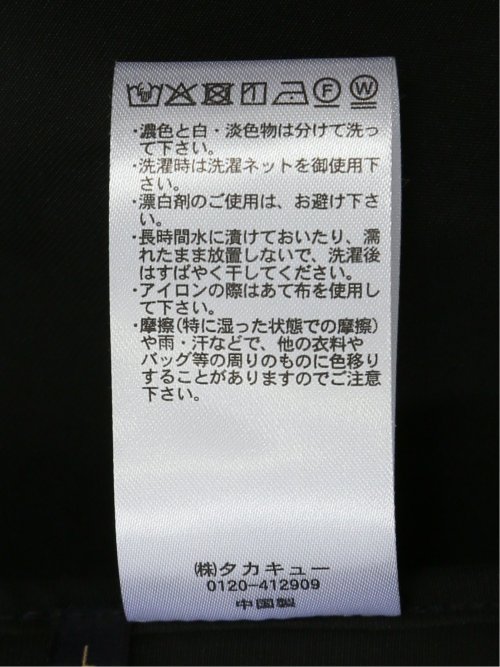 F W
・濃色と白・淡色物は分けて洗っ
て下さい。
・洗濯時は洗濯ネットを御使用下
さい。
・漂白剤のご使用は、お避け下さ
い。
・長時間水に漬けておいたり、濡
れたまま放置しないで、洗濯後
はすばやく干してください。
・アイロンの際はあて布を使用し
て下さい。
・摩擦(特に湿った状態での摩擦)
や雨・汗などで、他の衣料や
バッグ等の周りのものに色移り
することがありますのでご注意
下さい。
(株)タカキュー
0120-412909
中国製